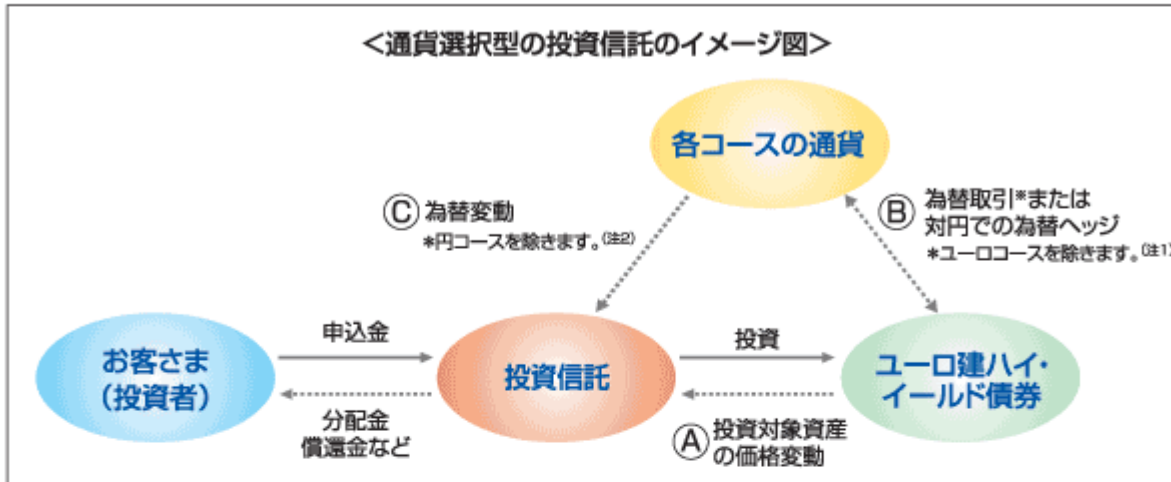 ＜通貨選択型の投資信託のイメージ図＞
各コースの通貨
Ⓒ 為替変動
＊円コースを除きます。(注2)
Ⓑ 為替取引＊または
対円での為替ヘッジ
＊ユーロコースを除きます。(注1)
お客さま
（投資者）
申込金
分配金
償還金など
投資信託
投資
Ⓐ 投資対象資産
の価格変動
ユーロ建ハイ・
イールド債券